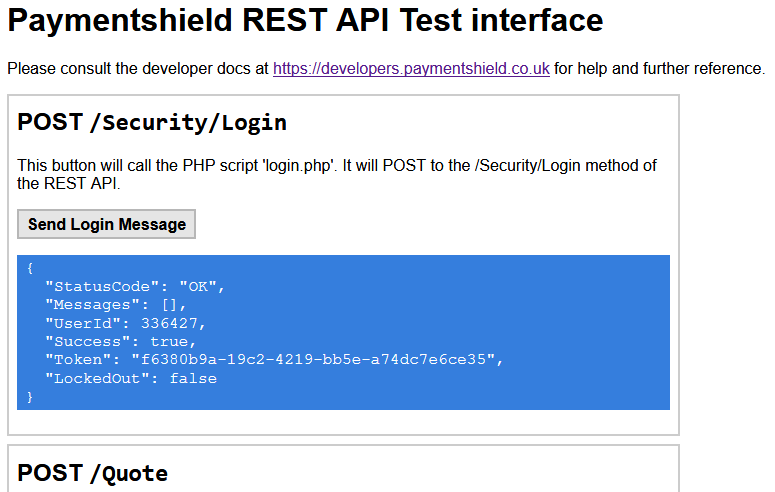 Paymentshield REST API Test interface
Please consult the developer docs at https://developers.paymentshield.co.uk for help and further reference.
POST /Security/Login
This button will call the PHP script 'login.php'. It will POST to the /Security/Login method of
the REST API.
Send Login Message
{
  "StatusCode": "OK",
  "Messages": [],
  "UserId": 336427,
  "Success": true,
  "Token": "f6380b9a-19c2-4219-bb5e-a74dc7e6ce35",
  "LockedOut": false
}
POST /Quote